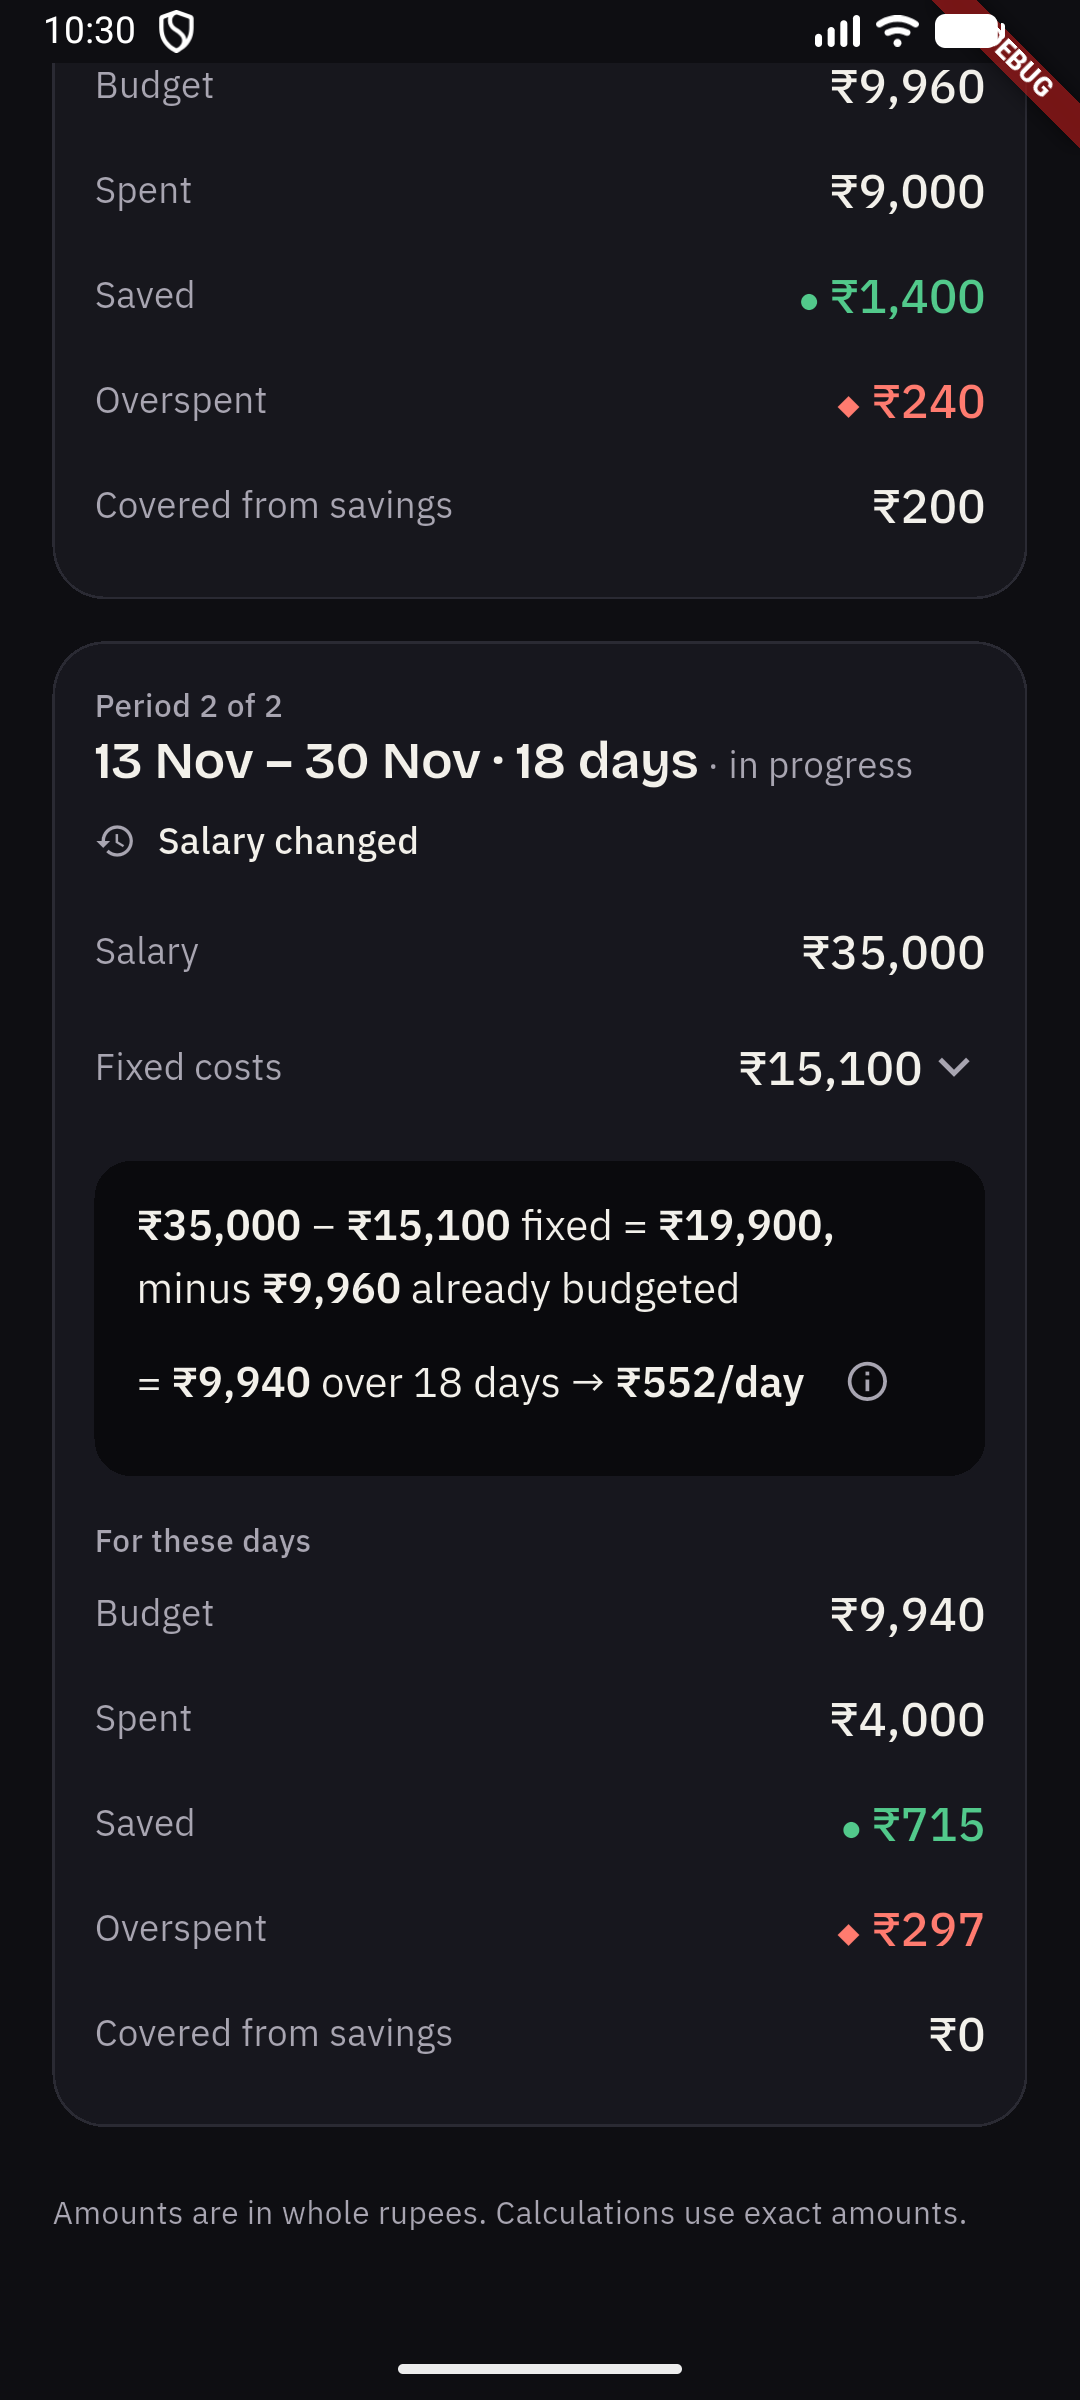 10:30
DEBUG
Budget ₹9,960
Spent ₹9,000
Saved ₹1,400
Overspent ₹240
Covered from savings ₹200
Period 2 of 2
13 Nov – 30 Nov · 18 days · in progress
Salary changed
Salary ₹35,000
Fixed costs ₹15,100
₹35,000 – ₹15,100 fixed = ₹19,900,
minus ₹9,960 already budgeted
= ₹9,940 over 18 days → ₹552/day
For these days
Budget ₹9,940
Spent ₹4,000
Saved ₹715
Overspent ₹297
Covered from savings ₹0
Amounts are in whole rupees. Calculations use exact amounts.